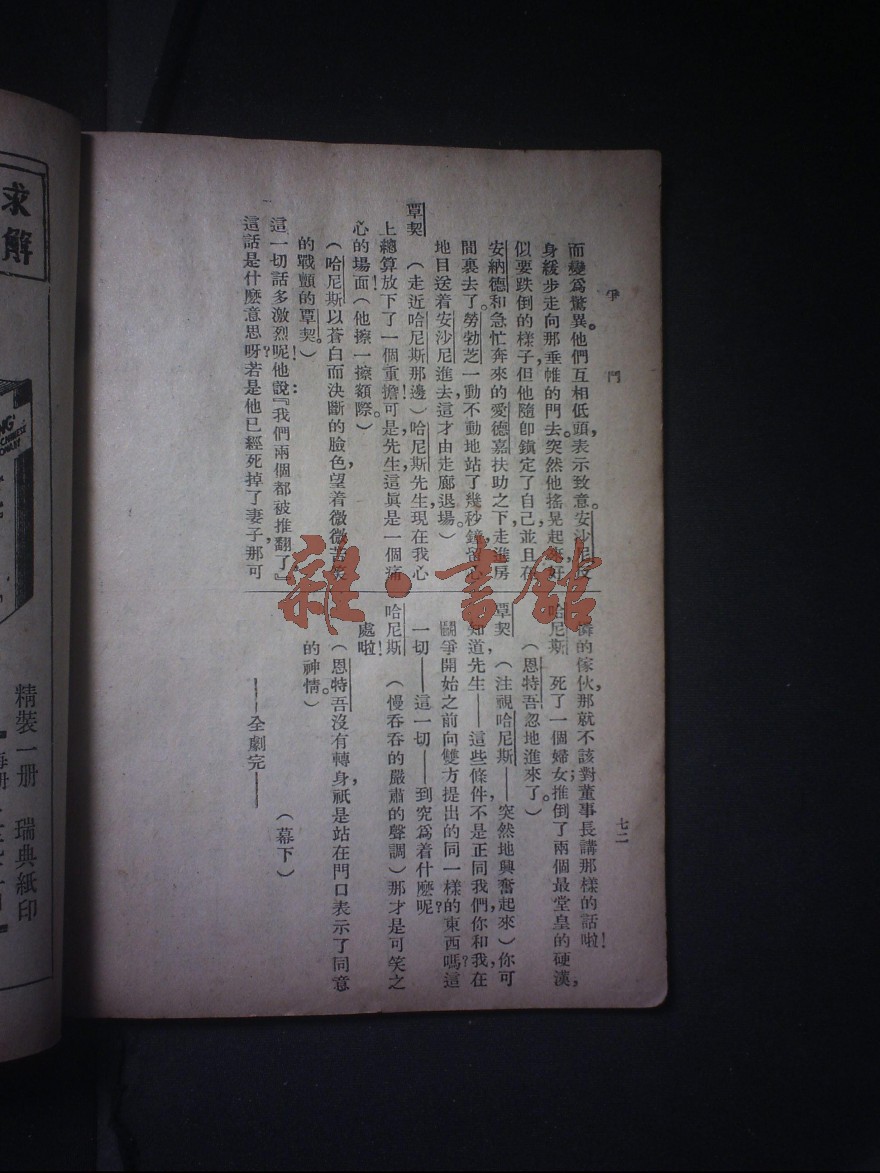 爭鬥
七二
而變爲驚異。他們互相低頭，表示致意。安沙尼
身緩步走向那垂帷的門去。突然他搖晃起來，好
似要跌倒的樣子，但他隨卽鎭定了自己，並且在
安納德和急忙奔來的愛德嘉扶助之下，走進房
間裏去了。勞勃芝一動不動地站了幾秒鐘，留心
地目送着安沙尼進去，這才由走廊退場。）
覃契　（走近哈尼斯那邊）哈尼斯先生，現在我心
上總算放下了一個重擔！可是，先生，這眞是一個痛
心的場面！（他擦一擦額際。）
（哈尼斯以蒼白而決斷的臉色，望着微微苦笑
的戰顫的覃契。）
這一切話多激烈呢！他說：『我們兩個都被推翻了』
這話是什麽意思呀？若是他已經死掉了妻子，那可
憐的傢伙，那就不該對董事長講那樣的話啦！
哈尼斯　死了一個婦女；推倒了兩個最堂皇的硬漢，
（恩特吾忽地進來了。）
覃契　（注視哈尼斯——突然地興奮起來）你可
知道，先生——這些條件不是正同我們，你和我，在
鬭爭開始之前向雙方提出的同一樣的東西嗎？這
一切——這一切——到究爲着什麽呢？
哈尼斯　（慢吞吞的嚴肅的聲調）那才是可笑之
處啦！
（恩特吾沒有轉身，祇是站在門口表示了同意
的神情。）
（幕下）
——全劇完——
求解
精裝一册　瑞典紙印
雜·書館